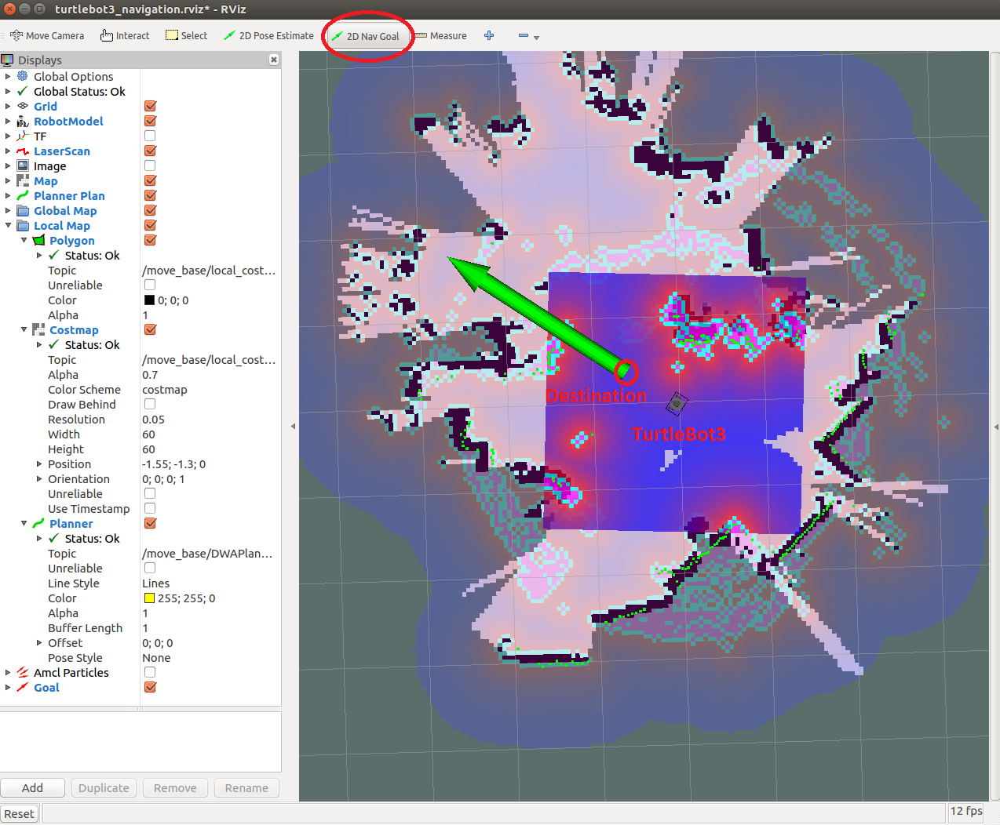 turtlebot3_navigation.rviz* - RViz
Move Camera Interact Select 2D Pose Estimate 2D Nav Goal Measure
Displays
Global Options
Global Status: Ok
Grid
RobotModel
TF
LaserScan
Image
Map
Planner Plan
Global Map
Local Map
Polygon
Status: Ok
Topic /move_base/local_cost...
Unreliable
Color 0; 0; 0
Alpha 1
Costmap
Status: Ok
Topic /move_base/local_cost...
Alpha 0.7
Color Scheme costmap
Draw Behind
Resolution 0.05
Width 60
Height 60
Position -1.55; -1.3; 0
Orientation 0; 0; 0; 1
Unreliable
Use Timestamp
Planner
Status: Ok
Topic /move_base/DWAPlan...
Unreliable
Line Style Lines
Color 255; 255; 0
Alpha 1
Buffer Length 1
Offset 0; 0; 0
Pose Style None
Amcl Particles
Goal
Add Duplicate Remove Rename
Reset
Destination
TurtleBot3
12 fps